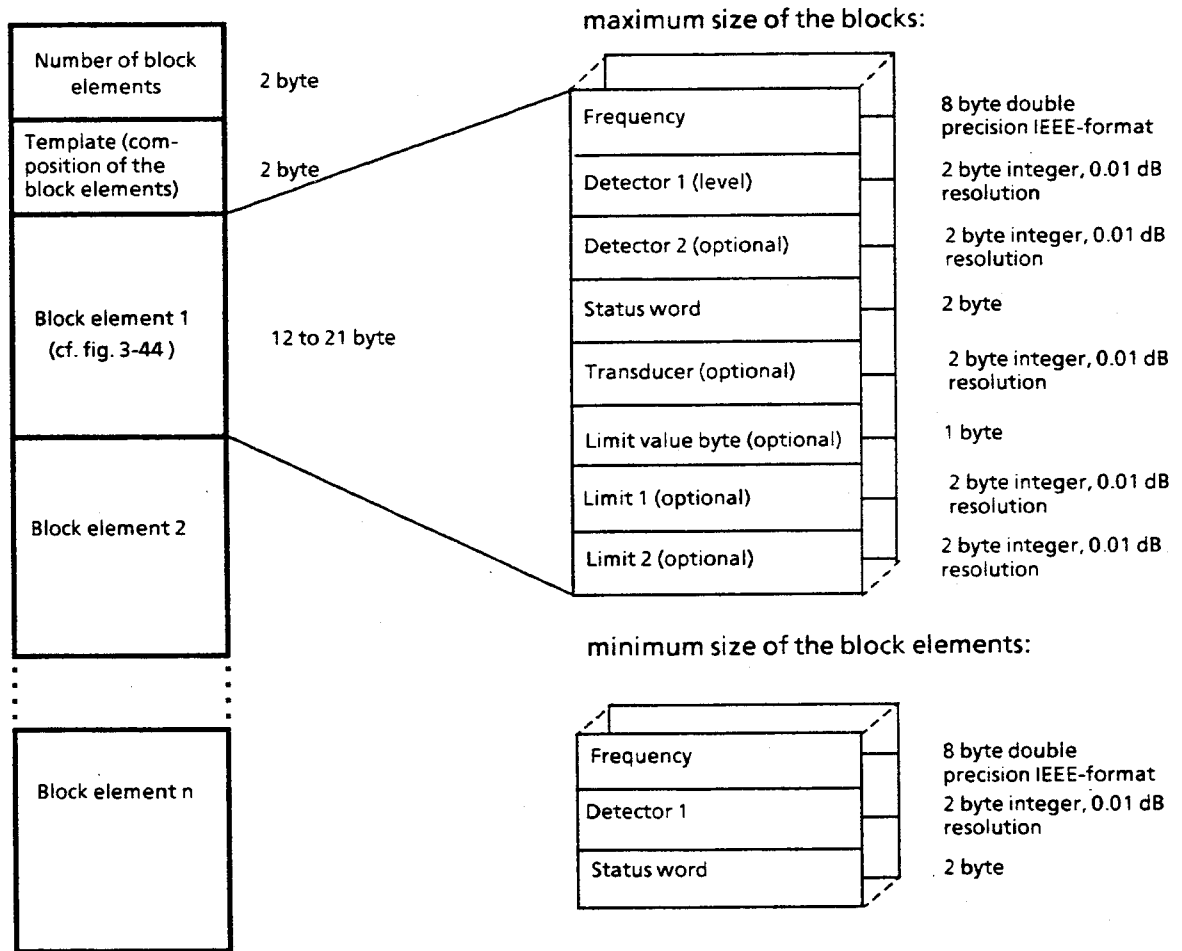 Number of block
elements
2 byte
Template (com-
position of the
block elements)
2 byte
Block element 1
(cf. fig. 3-44 )
12 to 21 byte
Block element 2
Block element n
maximum size of the blocks:
Frequency
8 byte double
precision IEEE-format
Detector 1 (level)
2 byte integer, 0.01 dB
resolution
Detector 2 (optional)
2 byte integer, 0.01 dB
resolution
Status word
2 byte
Transducer (optional)
2 byte integer, 0.01 dB
resolution
Limit value byte (optional)
1 byte
Limit 1 (optional)
2 byte integer, 0.01 dB
resolution
Limit 2 (optional)
2 byte integer, 0.01 dB
resolution
minimum size of the block elements:
Frequency
8 byte double
precision IEEE-format
Detector 1
2 byte integer, 0.01 dB
resolution
Status word
2 byte